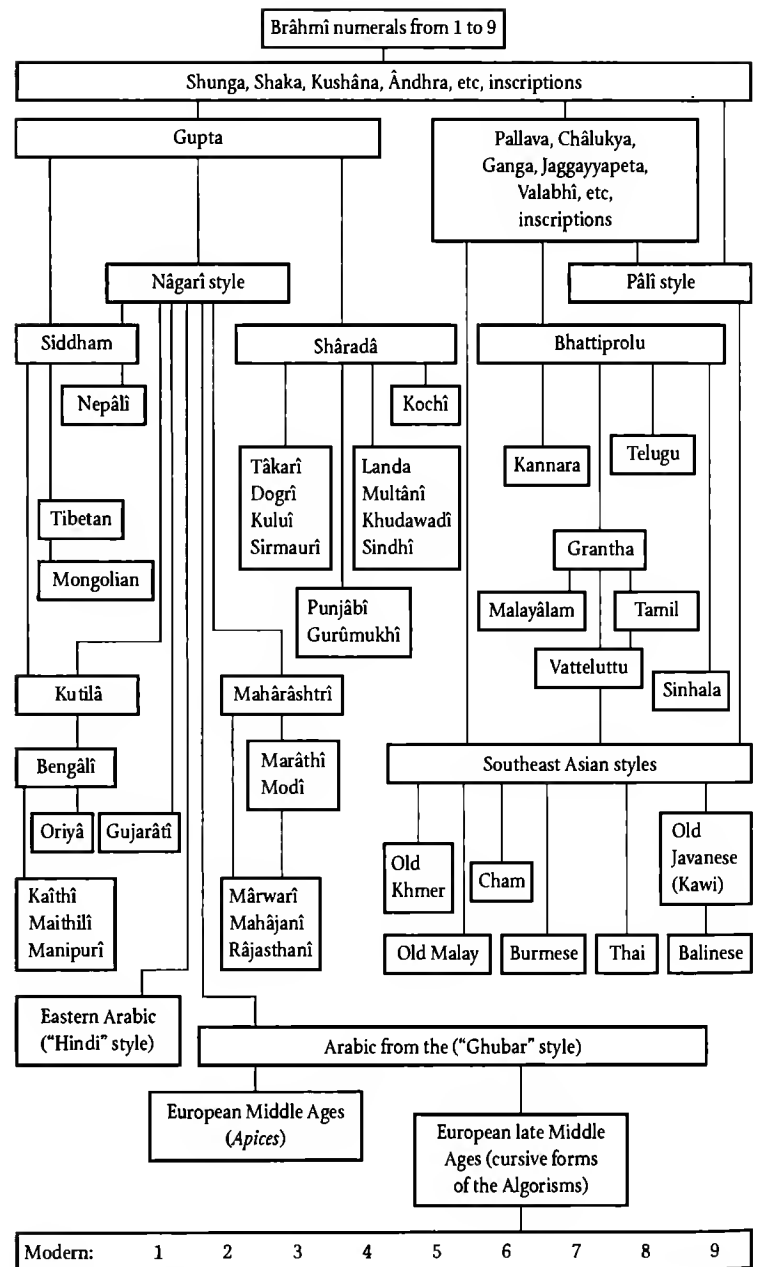 Brâhmî numerals from 1 to 9
Shunga, Shaka, Kushâna, Ândhra, etc, inscriptions
Gupta
Pallava, Châlukya,
Ganga, Jaggayyapeta,
Valabhî, etc,
inscriptions
Nâgarî style
Pâlî style
Siddham
Shâradâ
Bhattiprolu
Nepâlî
Kochî
Tâkarî
Dogrî
Kuluî
Sirmaurî
Landa
Multânî
Khudawadî
Sindhî
Kannara
Telugu
Tibetan
Mongolian
Grantha
Punjâbî
Gurûmukhî
Malayâlam
Tamil
Vatteluttu
Kutilâ
Mahârâshtrî
Sinhala
Bengâlî
Marâthî
Modî
Southeast Asian styles
Oriyâ
Gujarâtî
Old
Khmer
Cham
Old
Javanese
(Kawi)
Kaîthî
Maithilî
Manipurî
Mârwarî
Mahâjanî
Râjasthanî
Old Malay
Burmese
Thai
Balinese
Eastern Arabic
("Hindi" style)
Arabic from the ("Ghubar" style)
European Middle Ages
(Apices)
European late Middle
Ages (cursive forms
of the Algorisms)
Modern: 1 2 3 4 5 6 7 8 9